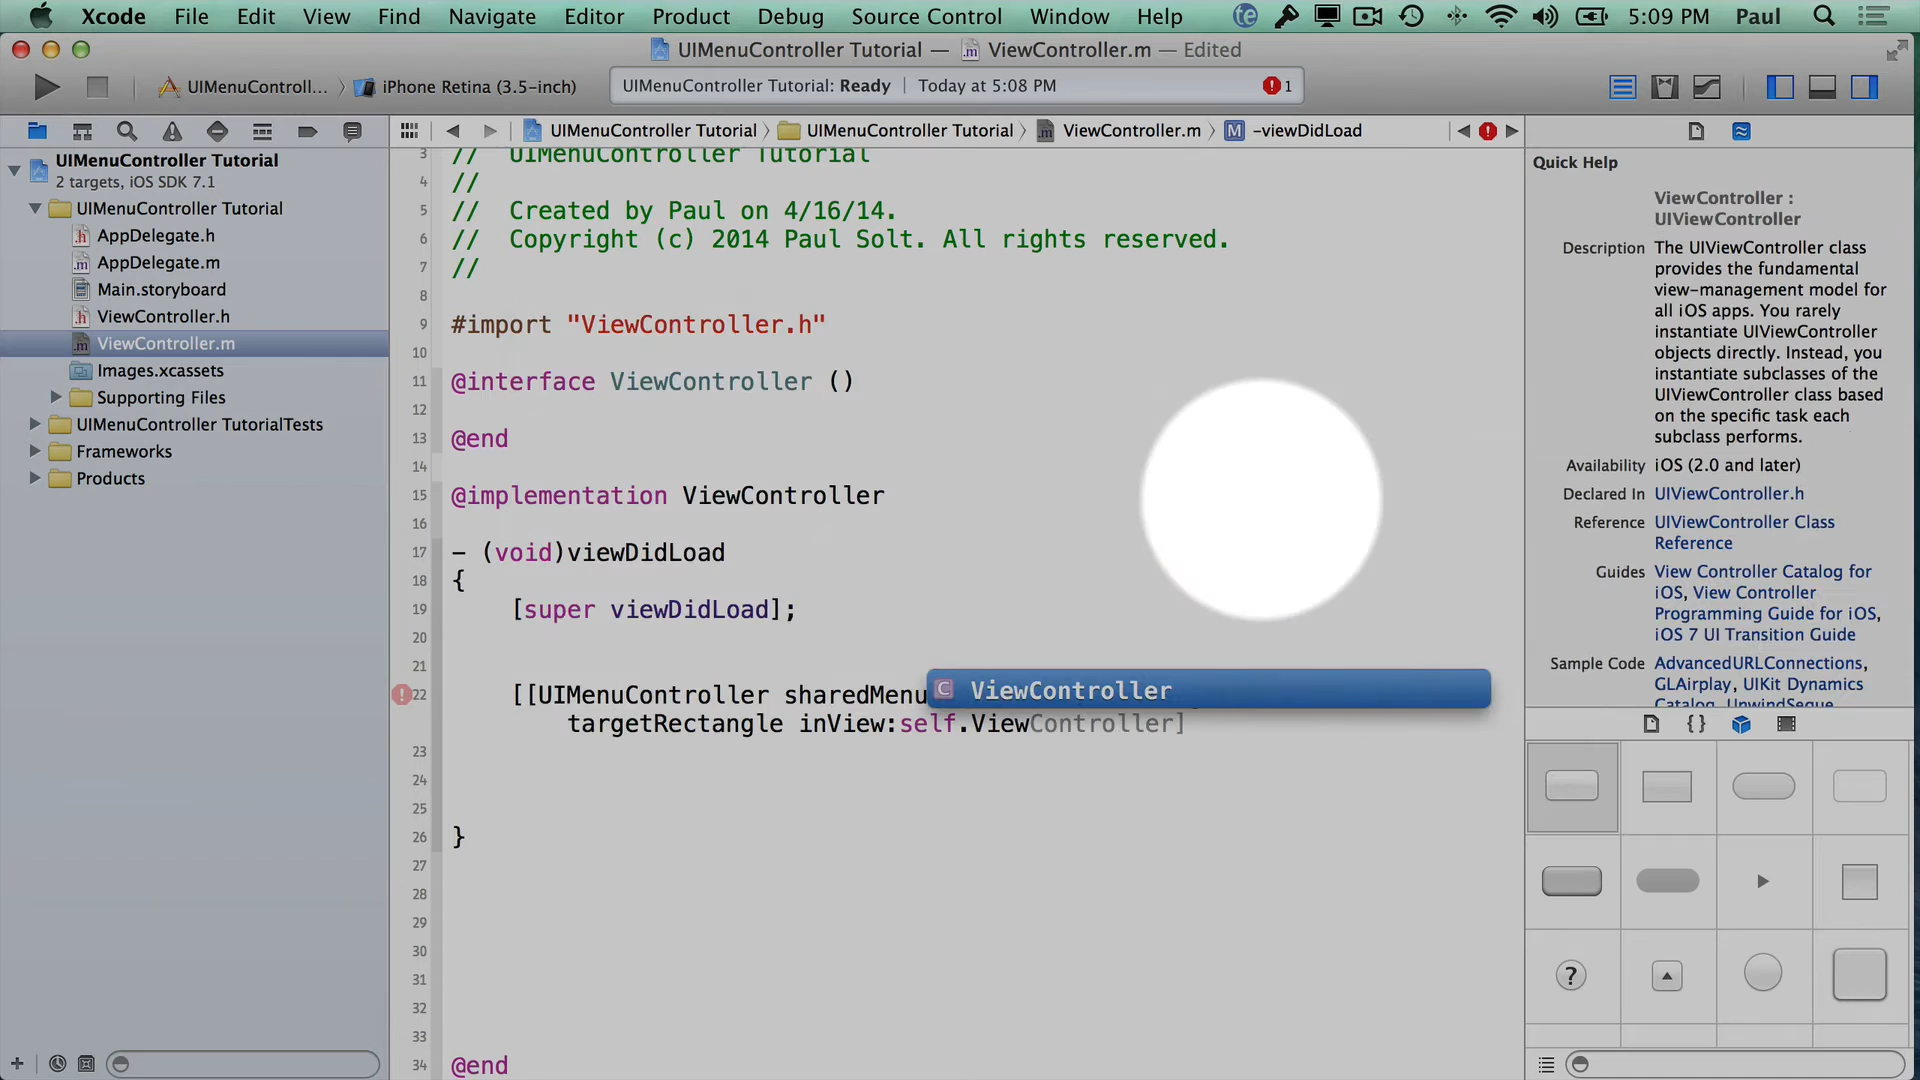 Xcode File Edit View Find Navigate Editor Product Debug Source Control Window Help te 5:09 PM Paul
UIMenuController Tutorial — ViewController.m — Edited
UIMenuControll... iPhone Retina (3.5-inch) UIMenuController Tutorial: Ready Today at 5:08 PM 1
UIMenuController Tutorial UIMenuController Tutorial ViewController.m M -viewDidLoad
UIMenuController Tutorial
2 targets, iOS SDK 7.1
UIMenuController Tutorial
AppDelegate.h
AppDelegate.m
Main.storyboard
ViewController.h
ViewController.m
Images.xcassets
Supporting Files
UIMenuController TutorialTests
Frameworks
Products
3 // UIMenuController Tutorial
4 //
5 // Created by Paul on 4/16/14.
6 // Copyright (c) 2014 Paul Solt. All rights reserved.
7 //
8
9 #import "ViewController.h"
10
11 @interface ViewController ()
12
13 @end
14
15 @implementation ViewController
16
17 - (void)viewDidLoad
18 {
19 [super viewDidLoad];
20
21
22 [[UIMenuController sharedMenu
C ViewController
targetRectangle inView:self.ViewController]
23
24
25
26 }
27
28
29
30
31
32
33
34 @end
Quick Help
ViewController :
UIViewController
Description The UIViewController class
provides the fundamental
view-management model for
all iOS apps. You rarely
instantiate UIViewController
objects directly. Instead, you
instantiate subclasses of the
UIViewController class based
on the specific task each
subclass performs.
Availability iOS (2.0 and later)
Declared In UIViewController.h
Reference UIViewController Class
Reference
Guides View Controller Catalog for
iOS, View Controller
Programming Guide for iOS,
iOS 7 UI Transition Guide
Sample Code AdvancedURLConnections,
GLAirplay, UIKit Dynamics
Catalog, UnwindSegue
{ }
?